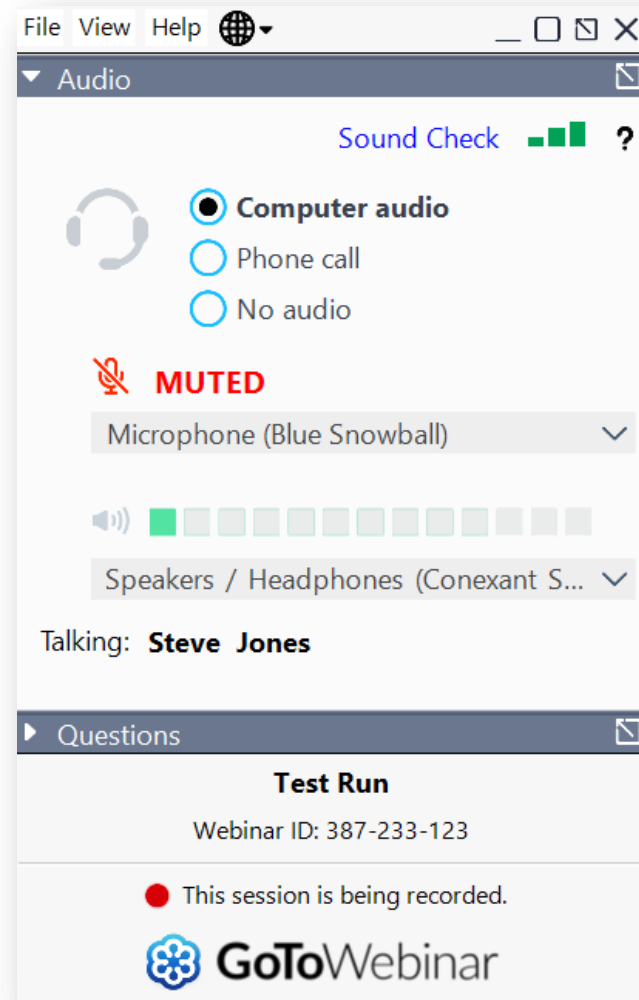 File View Help
Audio
Sound Check ?
Computer audio
Phone call
No audio
MUTED
Microphone (Blue Snowball)
Speakers / Headphones (Conexant S...
Talking: Steve Jones
Questions
Test Run
Webinar ID: 387-233-123
This session is being recorded.
GoToWebinar